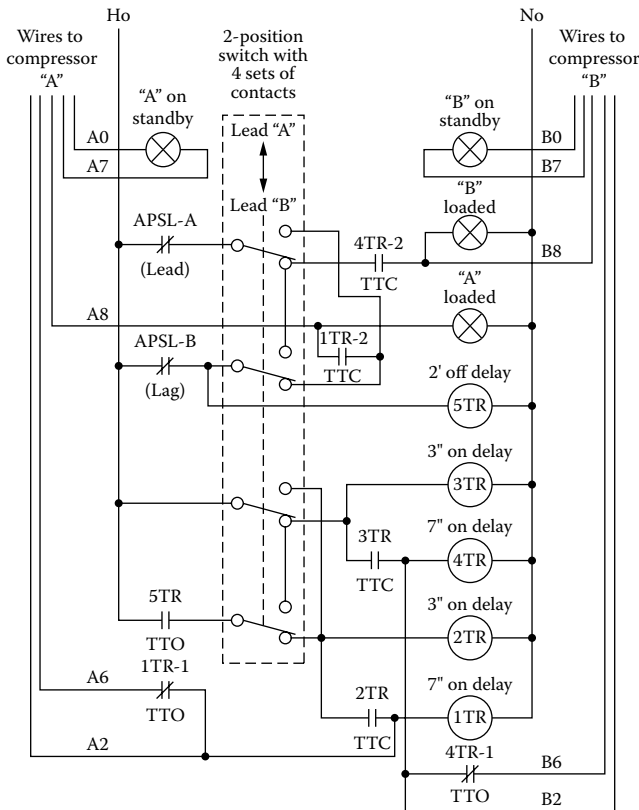 Ho
No
Wires to
compressor
“A”
2-position
switch with
4 sets of
contacts
Wires to
compressor
“B”
“A” on
standby
“B” on
standby
A0
A7
B0
B7
Lead “A”
Lead “B”
“B”
loaded
APSL-A
(Lead)
4TR-2
TTC
B8
“A”
loaded
A8
1TR-2
TTC
APSL-B
(Lag)
2' off delay
5TR
3" on delay
3TR
3TR
TTC
7" on delay
4TR
5TR
TTO
3" on delay
2TR
1TR-1
TTO
A6
2TR
TTC
7" on delay
1TR
A2
4TR-1
TTO
B6
B2